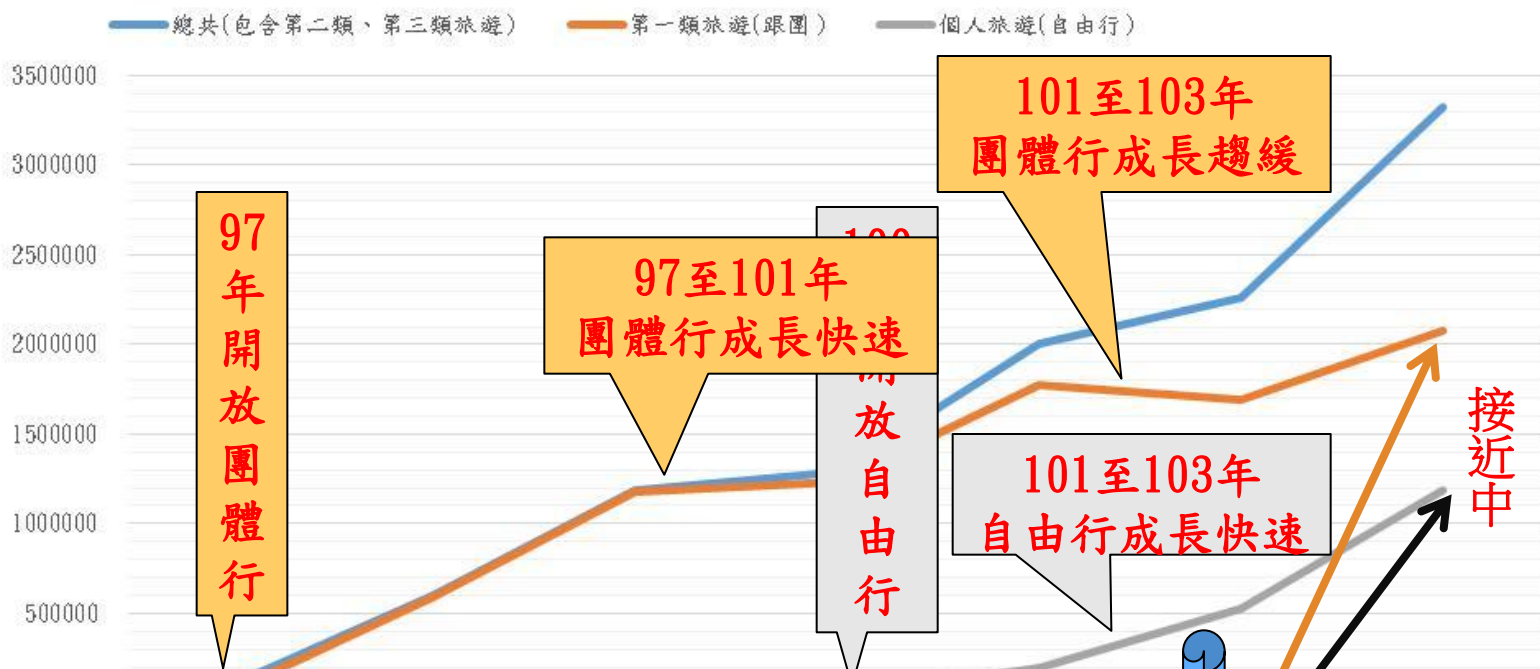 總共(包含第二類、第三類旅遊)
第一類旅遊(跟團)
個人旅遊(自由行)
3500000
3000000
2500000
2000000
1500000
1000000
500000
97年開放團體行
97至101年
團體行成長快速
放自由行
101至103年
團體行成長趨緩
101至103年
自由行成長快速
接近中